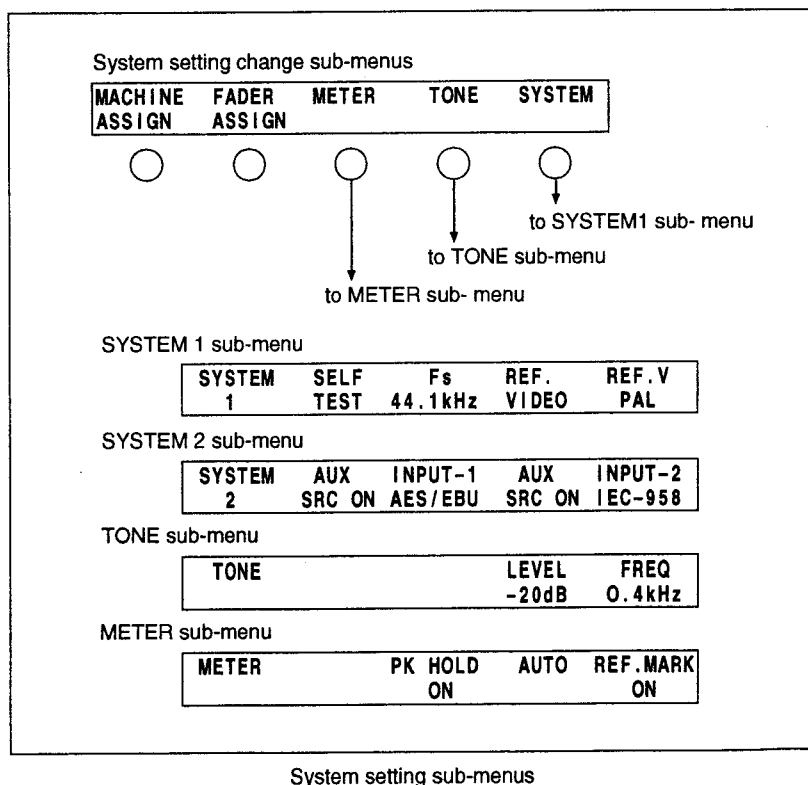 System setting change sub-menus
MACHINE FADER METER TONE SYSTEM
ASSIGN ASSIGN
to SYSTEM1 sub- menu
to TONE sub-menu
to METER sub- menu
SYSTEM 1 sub-menu
SYSTEM SELF Fs REF. REF.V
1 TEST 44.1kHz VIDEO PAL
SYSTEM 2 sub-menu
SYSTEM AUX INPUT-1 AUX INPUT-2
2 SRC ON AES/EBU SRC ON IEC-958
TONE sub-menu
TONE LEVEL FREQ
-20dB 0.4kHz
METER sub-menu
METER PK HOLD AUTO REF.MARK
ON ON
System setting sub-menus